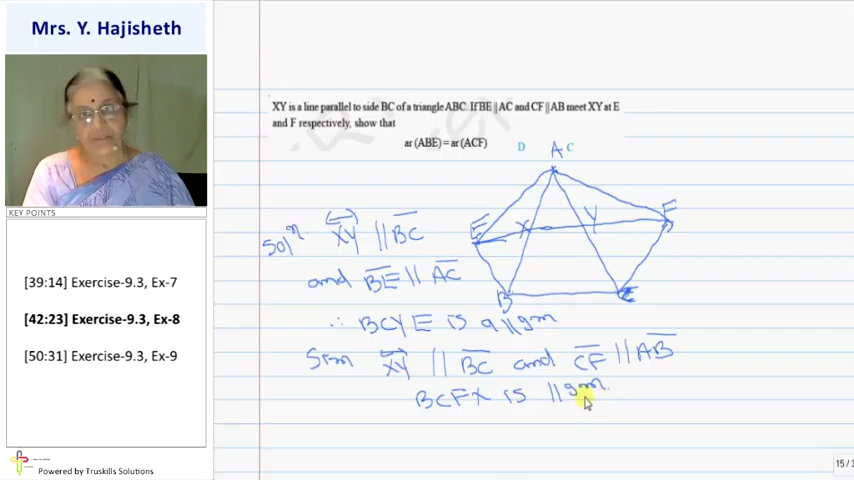 Mrs. Y. Hajisheth
KEY POINTS
[39:14] Exercise-9.3, Ex-7
[42:23] Exercise-9.3, Ex-8
[50:31] Exercise-9.3, Ex-9
Powered by Truskills Solutions
XY is a line parallel to side BC of a triangle ABC. If BE || AC and CF || AB meet XY at E
and F respectively, show that
ar (ABE) = ar (ACF)
D A C
E X Y F
B C
Solⁿ XY || BC
and BE || AC
∴ BCYE is a ||gm
Sim XY || BC and CF || AB
BCFX is ||gm
15/